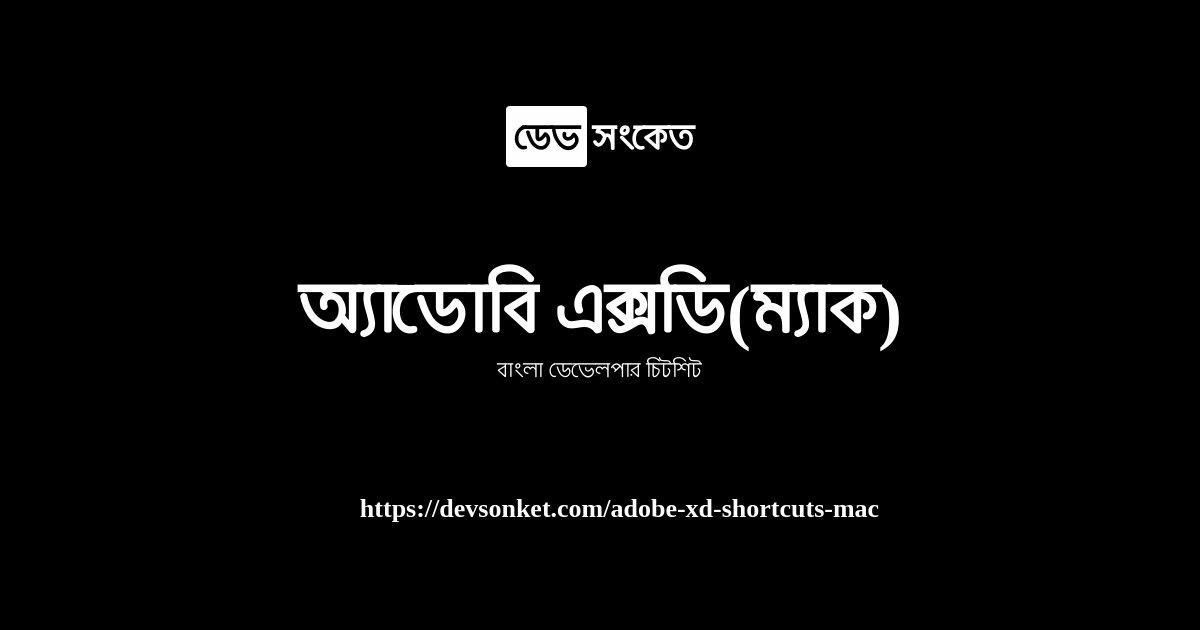 ডেভ সংকেত
অ্যাডোবি এক্সডি(ম্যাক)
বাংলা ডেভেলপার চিটশিট
https://devsonket.com/adobe-xd-shortcuts-mac